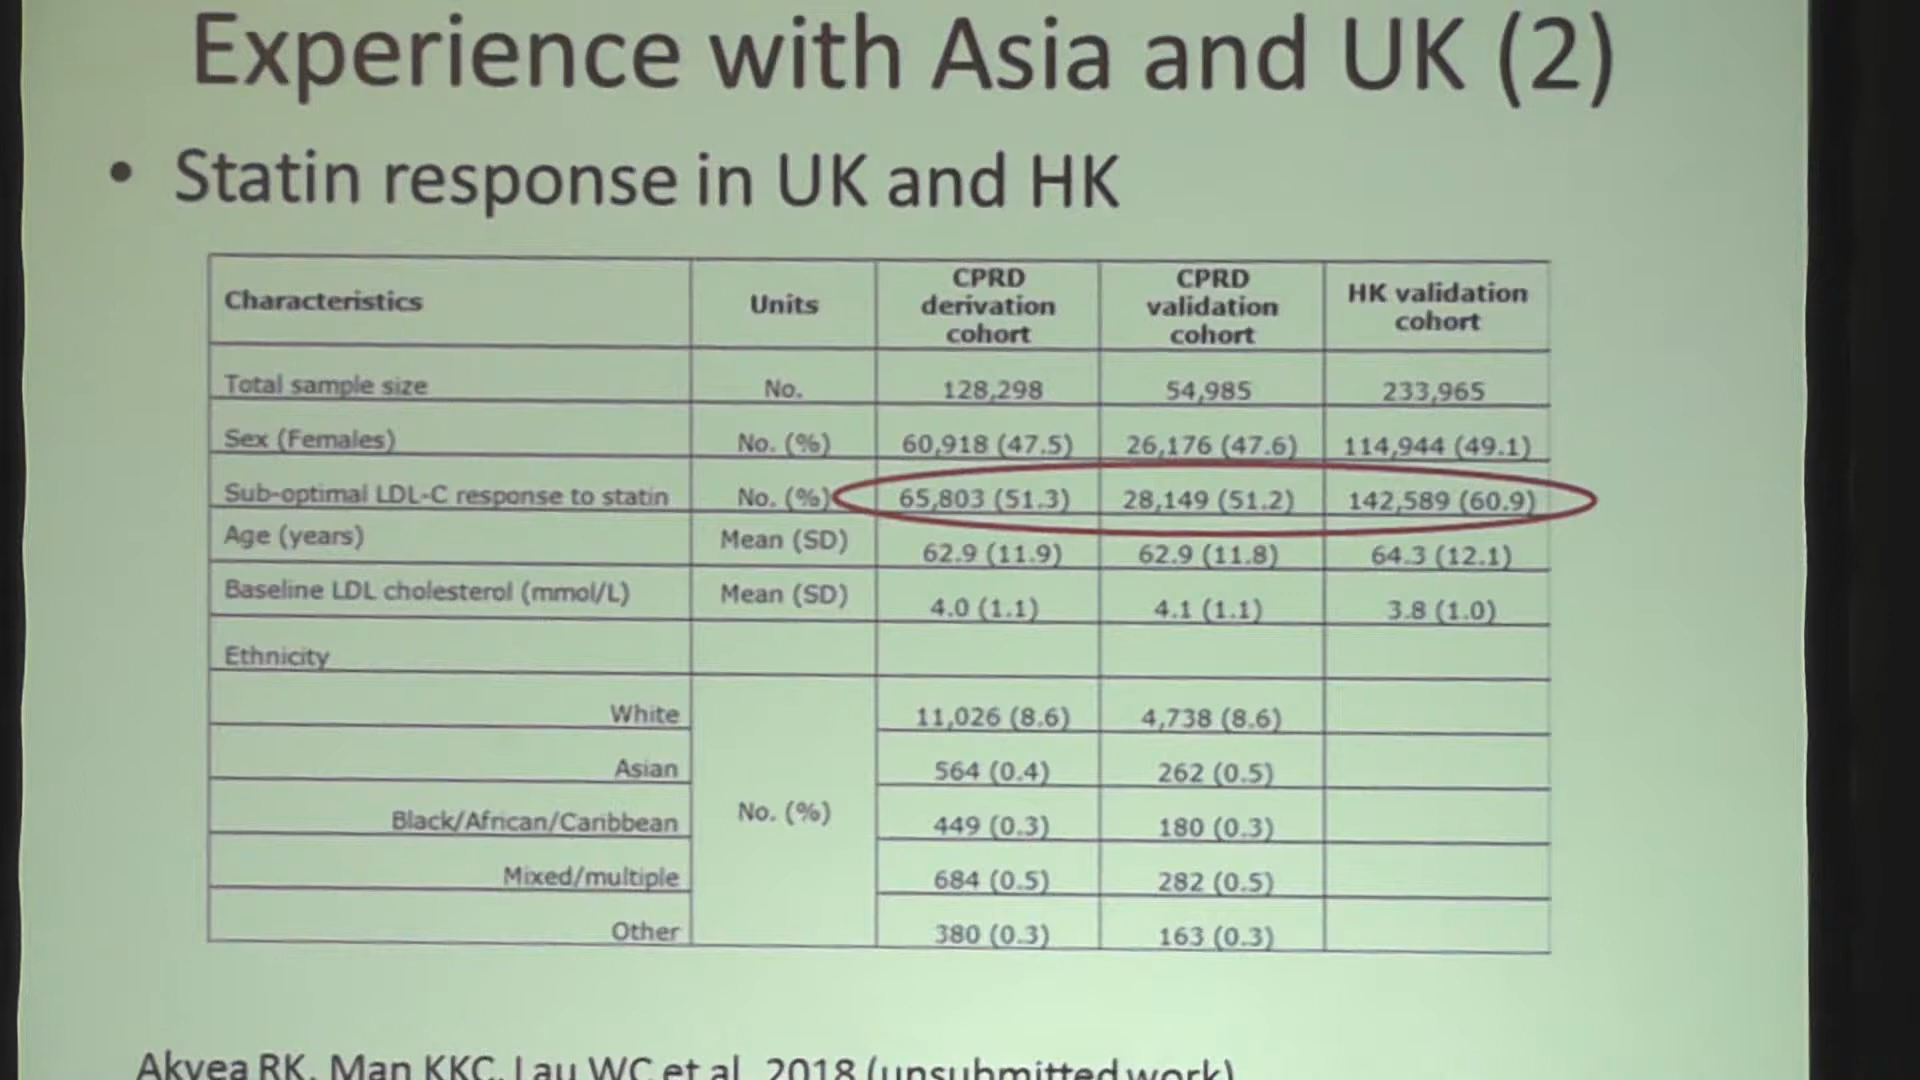 Experience with Asia and UK (2)
• Statin response in UK and HK
Characteristics Units CPRD derivation cohort CPRD validation cohort HK validation cohort
Total sample size No. 128,298 54,985 233,965
Sex (Females) No. (%) 60,918 (47.5) 26,176 (47.6) 114,944 (49.1)
Sub-optimal LDL-C response to statin No. (%) 65,803 (51.3) 28,149 (51.2) 142,589 (60.9)
Age (years) Mean (SD) 62.9 (11.9) 62.9 (11.8) 64.3 (12.1)
Baseline LDL cholesterol (mmol/L) Mean (SD) 4.0 (1.1) 4.1 (1.1) 3.8 (1.0)
Ethnicity
White 11,026 (8.6) 4,738 (8.6)
Asian 564 (0.4) 262 (0.5)
Black/African/Caribbean No. (%) 449 (0.3) 180 (0.3)
Mixed/multiple 684 (0.5) 282 (0.5)
Other 380 (0.3) 163 (0.3)
Akyea RK, Man KKC, Lau WC et al. 2018 (unsubmitted work)